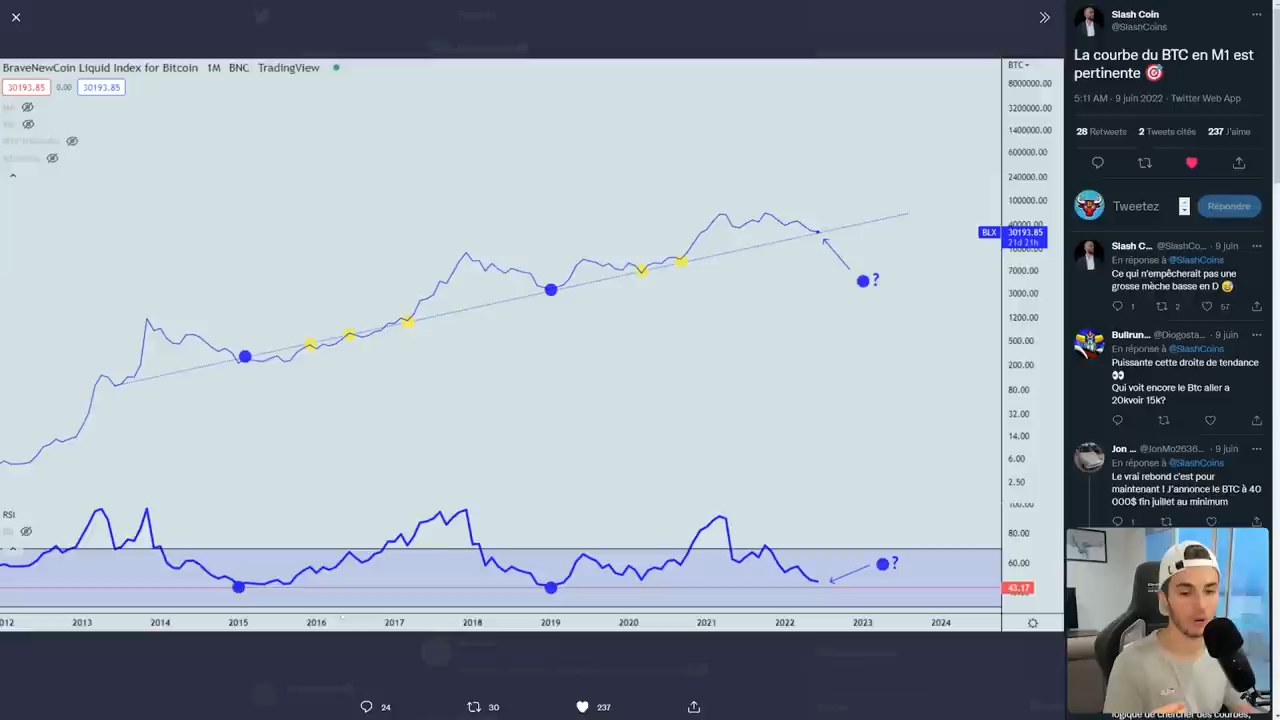 BraveNewCoin Liquid Index for Bitcoin 1M BNC TradingView
30193.85 0.00 30193.85
BTC
8000000.00
3200000.00
1400000.00
600000.00
240000.00
100000.00
40000.00
BLX 30193.85
21d 21h
7000.00
3000.00
1200.00
500.00
200.00
80.00
32.00
14.00
6.00
2.50
?
RSI
100.00
80.00
60.00
43.17
?
012 2013 2014 2015 2016 2017 2018 2019 2020 2021 2022 2023 2024
24 30 237
Slash Coin
@SlashCoins
La courbe du BTC en M1 est
pertinente 🎯
5:11 AM · 9 juin 2022 · Twitter Web App
28 Retweets 2 Tweets cités 237 J'aime
Tweetez Répondre
Slash C... @SlashCo... · 9 juin
En réponse à @SlashCoins
Ce qui n'empêcherait pas une
grosse mèche basse en D 😅
1 2 57
Bullrun... @Diogosta... · 9 juin
En réponse à @SlashCoins
Puissante cette droite de tendance
👀
Qui voit encore le Btc aller a
20kvoir 15k?
Jon ... @JonMo2636... · 9 juin
En réponse à @SlashCoins
Le vrai rebond c'est pour
maintenant ! J'annonce le BTC à 40
000$ fin juillet au minimum
1
logique de chercher des courbes,